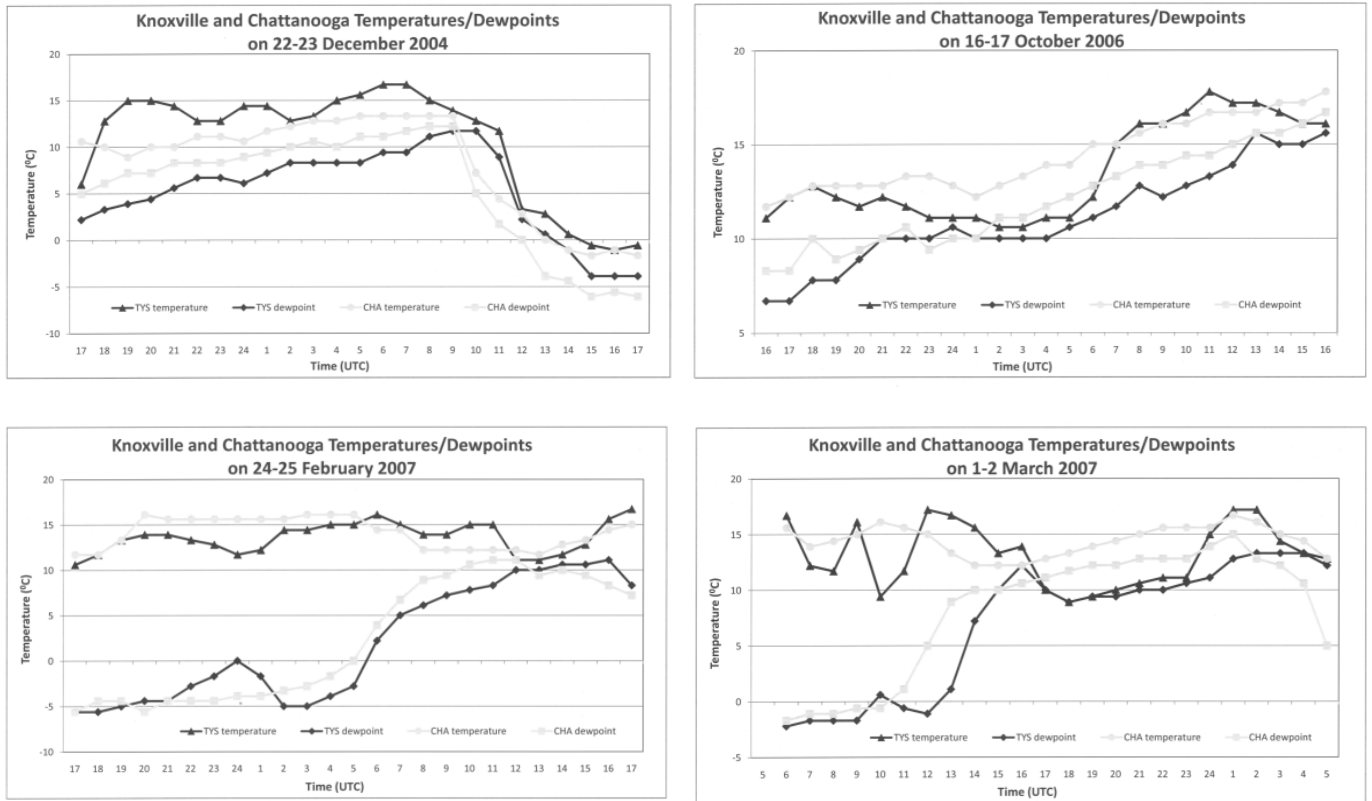 Knoxville and Chattanooga Temperatures/Dewpoints
on 22-23 December 2004
20
15
10
5
0
-5
-10
Temperature (⁰C)
TYS temperature TYS dewpoint CHA temperature CHA dewpoint
17 18 19 20 21 22 23 24 1 2 3 4 5 6 7 8 9 10 11 12 13 14 15 16 17
Time (UTC)
Knoxville and Chattanooga Temperatures/Dewpoints
on 16-17 October 2006
20
15
10
5
Temperature (⁰C)
TYS temperature TYS dewpoint CHA temperature CHA dewpoint
16 17 18 19 20 21 22 23 24 1 2 3 4 5 6 7 8 9 10 11 12 13 14 15 16
Time (UTC)
Knoxville and Chattanooga Temperatures/Dewpoints
on 24-25 February 2007
20
15
10
5
0
-5
-10
Temperature (⁰C)
TYS temperature TYS dewpoint CHA temperature CHA dewpoint
17 18 19 20 21 22 23 24 1 2 3 4 5 6 7 8 9 10 11 12 13 14 15 16 17
Time (UTC)
Knoxville and Chattanooga Temperatures/Dewpoints
on 1-2 March 2007
20
15
10
5
0
-5
Temperature (⁰C)
TYS temperature TYS dewpoint CHA temperature CHA dewpoint
5 6 7 8 9 10 11 12 13 14 15 16 17 18 19 20 21 22 23 24 1 2 3 4 5
Time (UTC)